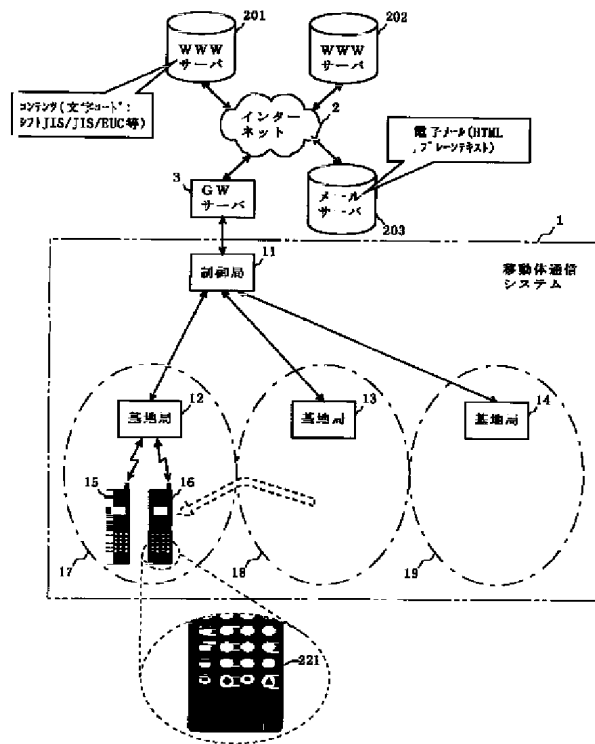 201
202
WWW
サーバ
WWW
サーバ
コンテンツ(文字コード:
シフトJIS/JIS/EUC等)
インター
ネット
2
電子メール(HTML
,プレーンテキスト)
3
GW
サーバ
メール
サーバ
203
1
11
制御局
移動体通信
システム
12
基地局
13
基地局
14
基地局
15
16
17
18
19
221